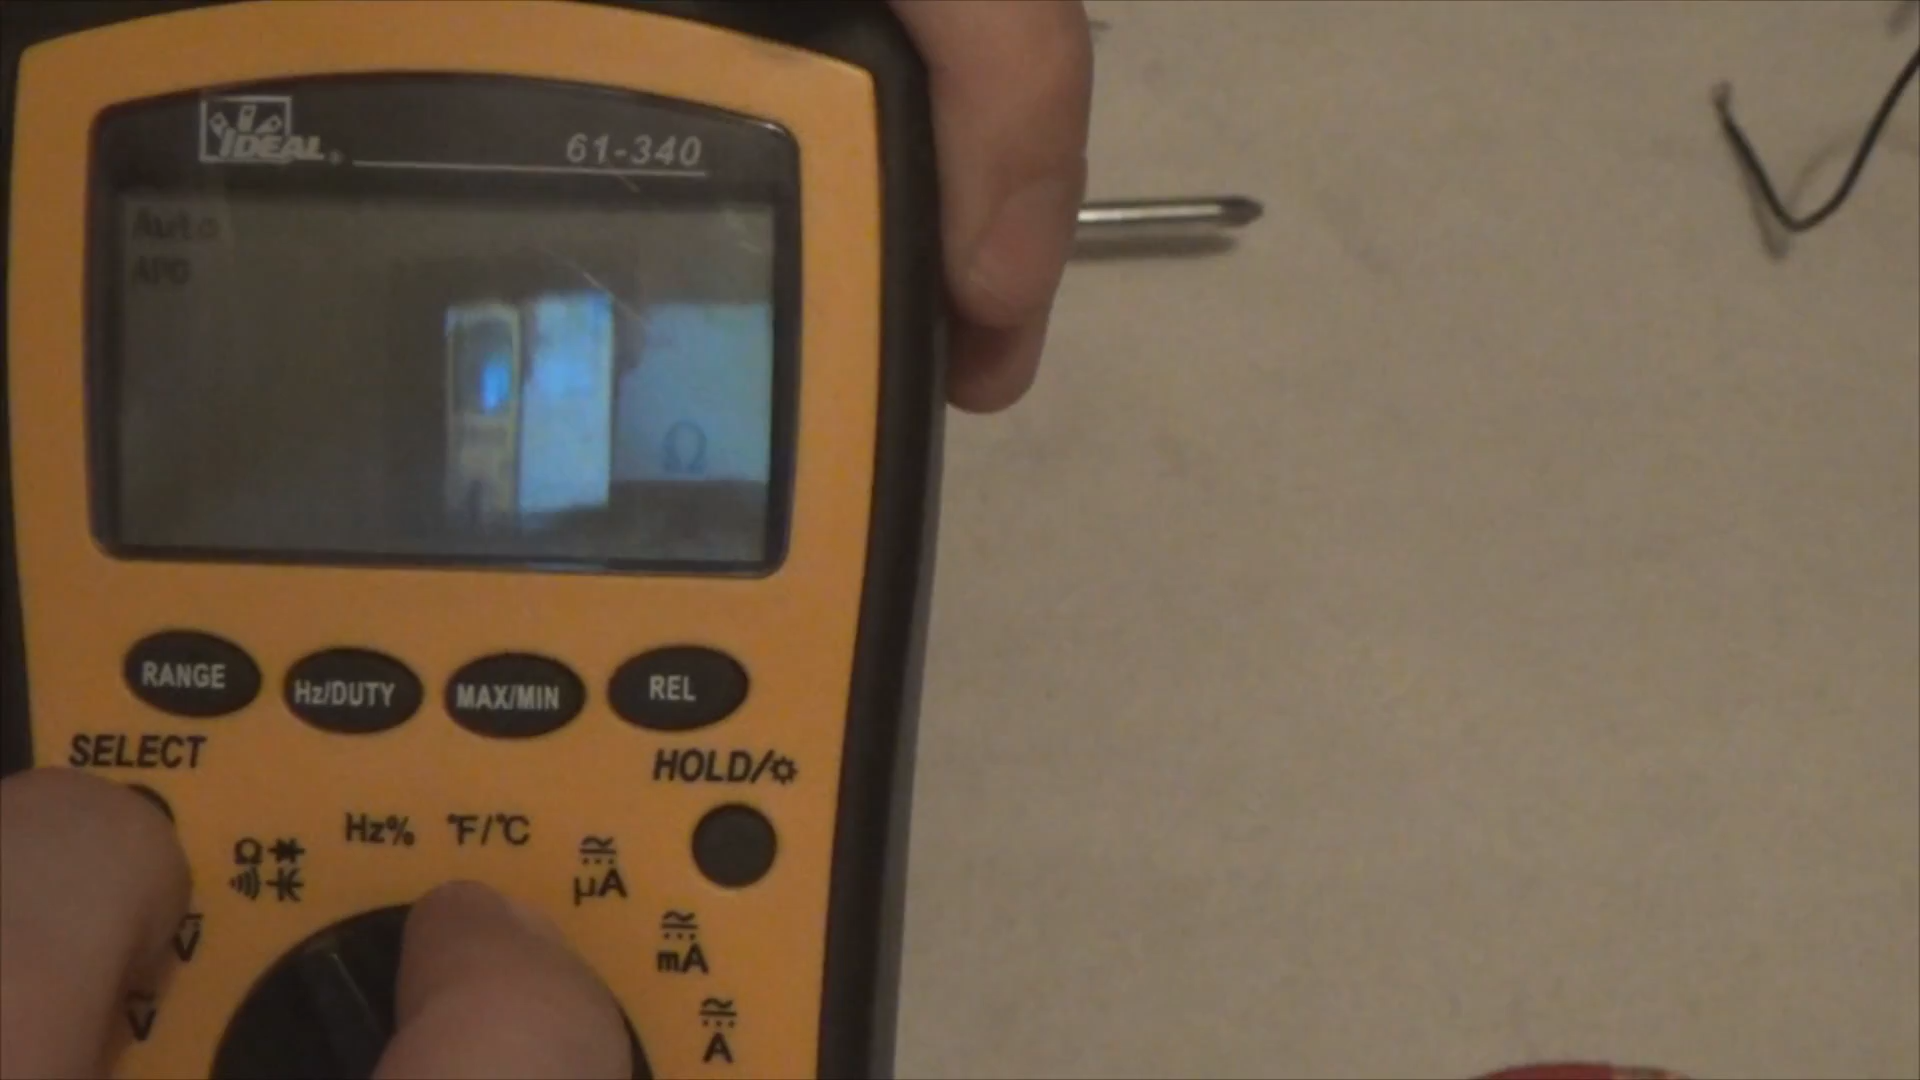 IDEAL®
61-340
Auto
APO
Ω
RANGE
Hz/DUTY
MAX/MIN
REL
SELECT
HOLD/☼
Ω
Hz%
°F/°C
µA
mA
A
V
V